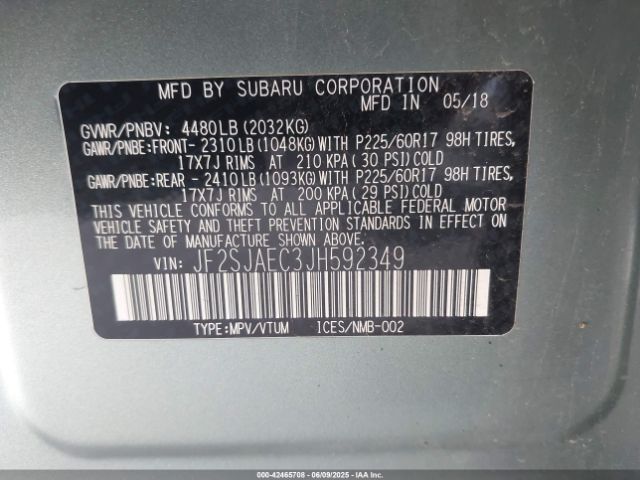 MFD BY SUBARU CORPORATION
MFD IN 05/18
GVWR/PNBV: 4480LB (2032KG)
GAWR/PNBE:FRONT- 2310LB (1048KG) WITH P225/60R17 98H TIRES,
17X7J RIMS AT 210 KPA (30 PSI) COLD
GAWR/PNBE:REAR - 2410LB (1093KG) WITH P225/60R17 98H TIRES,
17X7J RIMS AT 200 KPA (29 PSI) COLD
THIS VEHICLE CONFORMS TO ALL APPLICABLE FEDERAL MOTOR
VEHICLE SAFETY AND THEFT PREVENTION STANDARDS IN EFFECT ON
THE DATE OF MANUFACTURE SHOWN ABOVE.
VIN: JF2SJAEC3JH592349
TYPE:MPV/VTUM ICES/NMB-002
00-42465708 - 06/09/2025 - IAAI Copyright